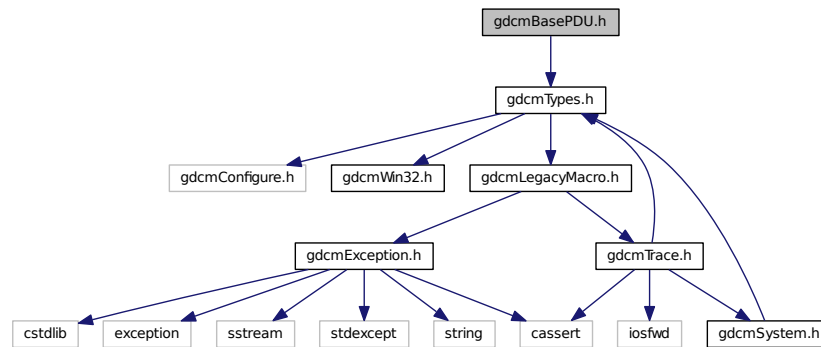 gdcmBasePDU.h
gdcmTypes.h
gdcmConfigure.h
gdcmWin32.h
gdcmLegacyMacro.h
gdcmException.h
gdcmTrace.h
cstdlib
exception
sstream
stdexcept
string
cassert
iosfwd
gdcmSystem.h